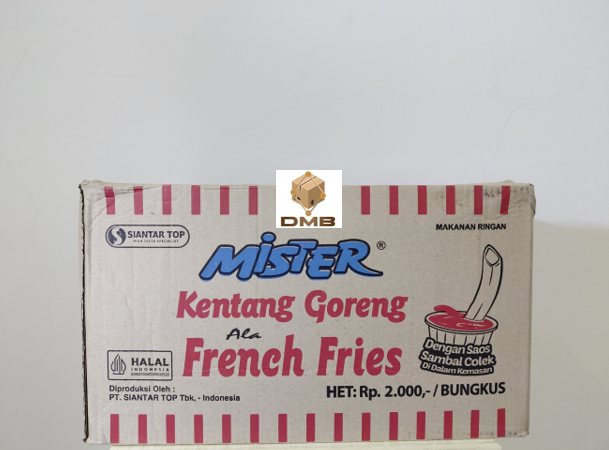 DMB
SIANTAR TOP
MAKANAN RINGAN
MISTER®
Kentang Goreng
Ala
French Fries
Dengan Saos
Sambal Colek
Di Dalam Kemasan
HALAL
INDONESIA
Diproduksi Oleh :
PT. SIANTAR TOP Tbk, - Indonesia
HET: Rp. 2.000,- / BUNGKUS